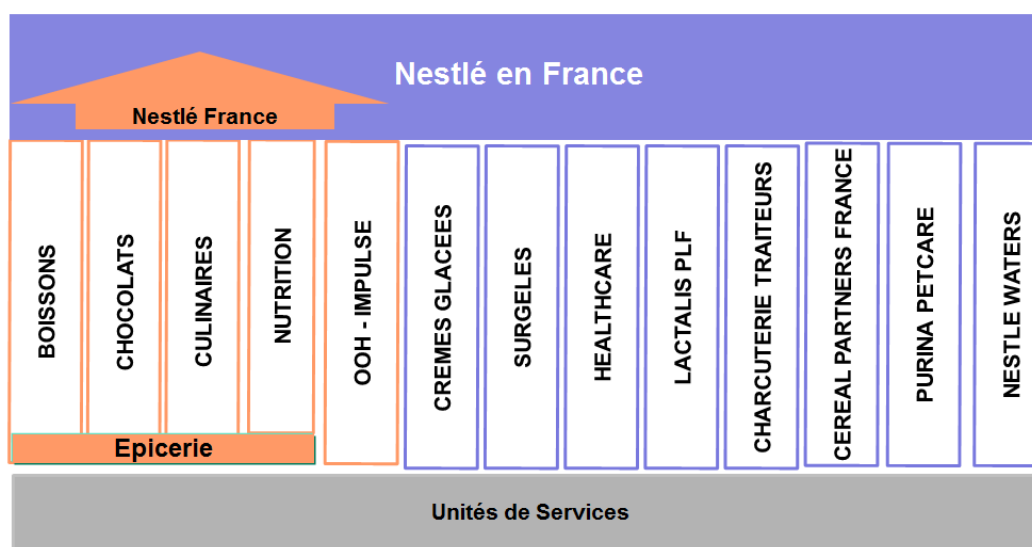 Nestlé en France
Nestlé France
BOISSONS
CHOCOLATS
CULINAIRES
NUTRITION
OOH - IMPULSE
CREMES GLACEES
SURGELES
HEALTHCARE
LACTALIS PLF
CHARCUTERIE TRAITEURS
CEREAL PARTNERS FRANCE
PURINA PETCARE
NESTLE WATERS
Epicerie
Unités de Services